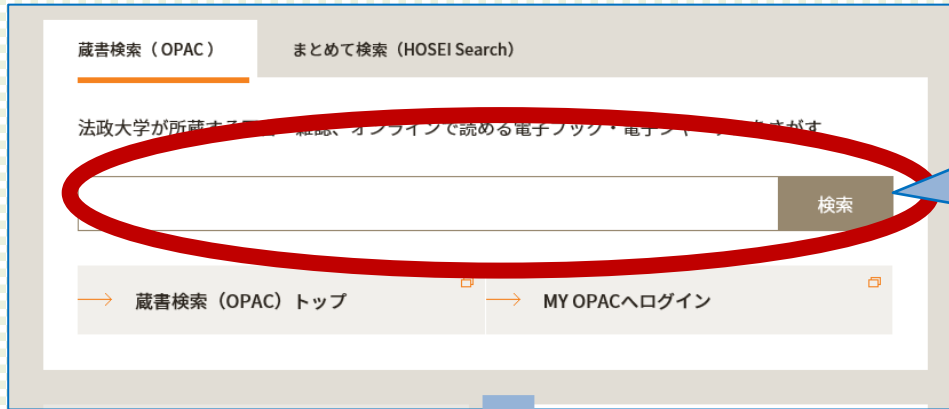 蔵書検索（OPAC）
まとめて検索（HOSEI Search）
法政大学が所蔵する 雑誌、オンラインで読める電子ブック・電子 さがす
検索
蔵書検索（OPAC）トップ
MY OPACへログイン